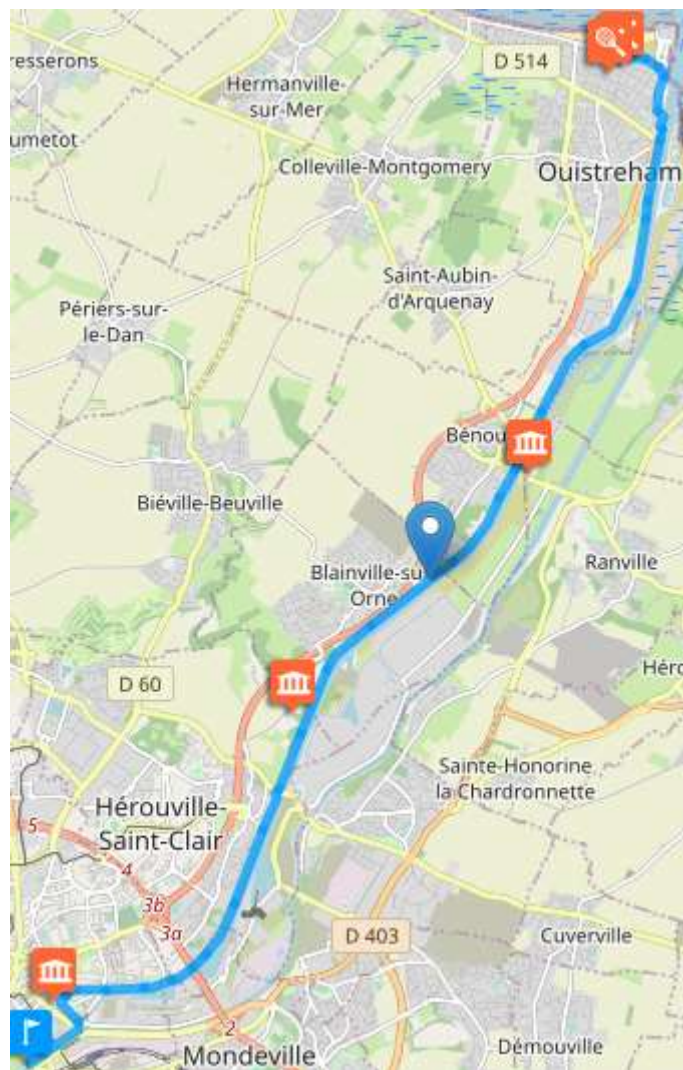 D 514
resserons
Hermanville-
sur-Mer
umetot
Colleville-Montgomery
Ouistreham
Saint-Aubin-
d'Arquenay
Périers-sur-
le-Dan
Bénou
Biéville-Beuville
Ranville
Blainville-su
Orne
Héro
D 60
Sainte-Honorine
la Chardronnette
Hérouville-
Saint-Clair
5
4
3b
3a
D 403
Cuverville
2
Mondeville
Démouville